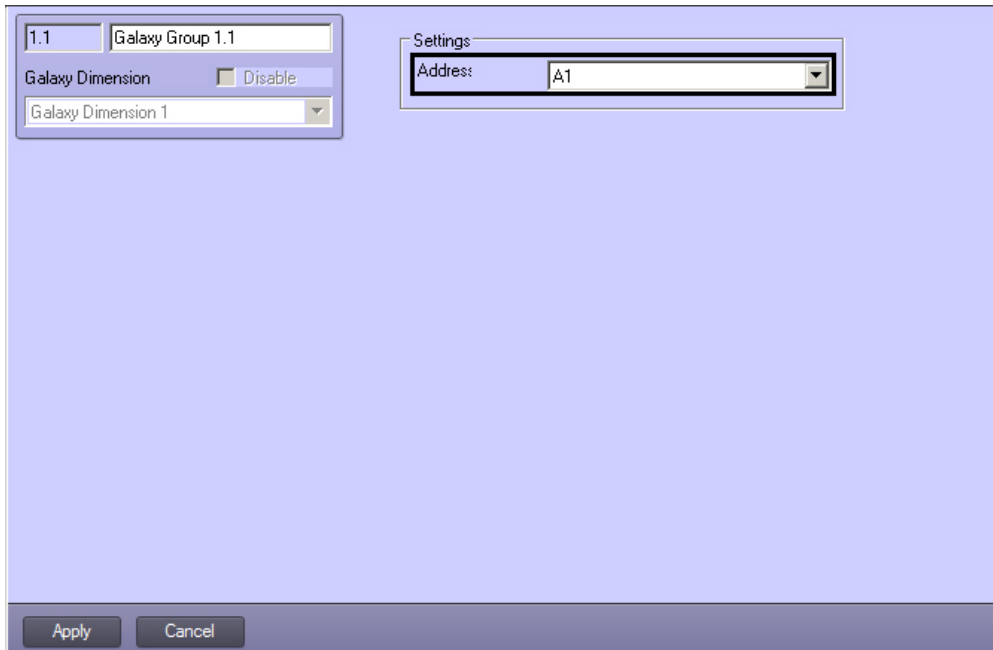 1.1 Galaxy Group 1.1
Galaxy Dimension Disable
Galaxy Dimension 1
Settings
Address A1
Apply Cancel